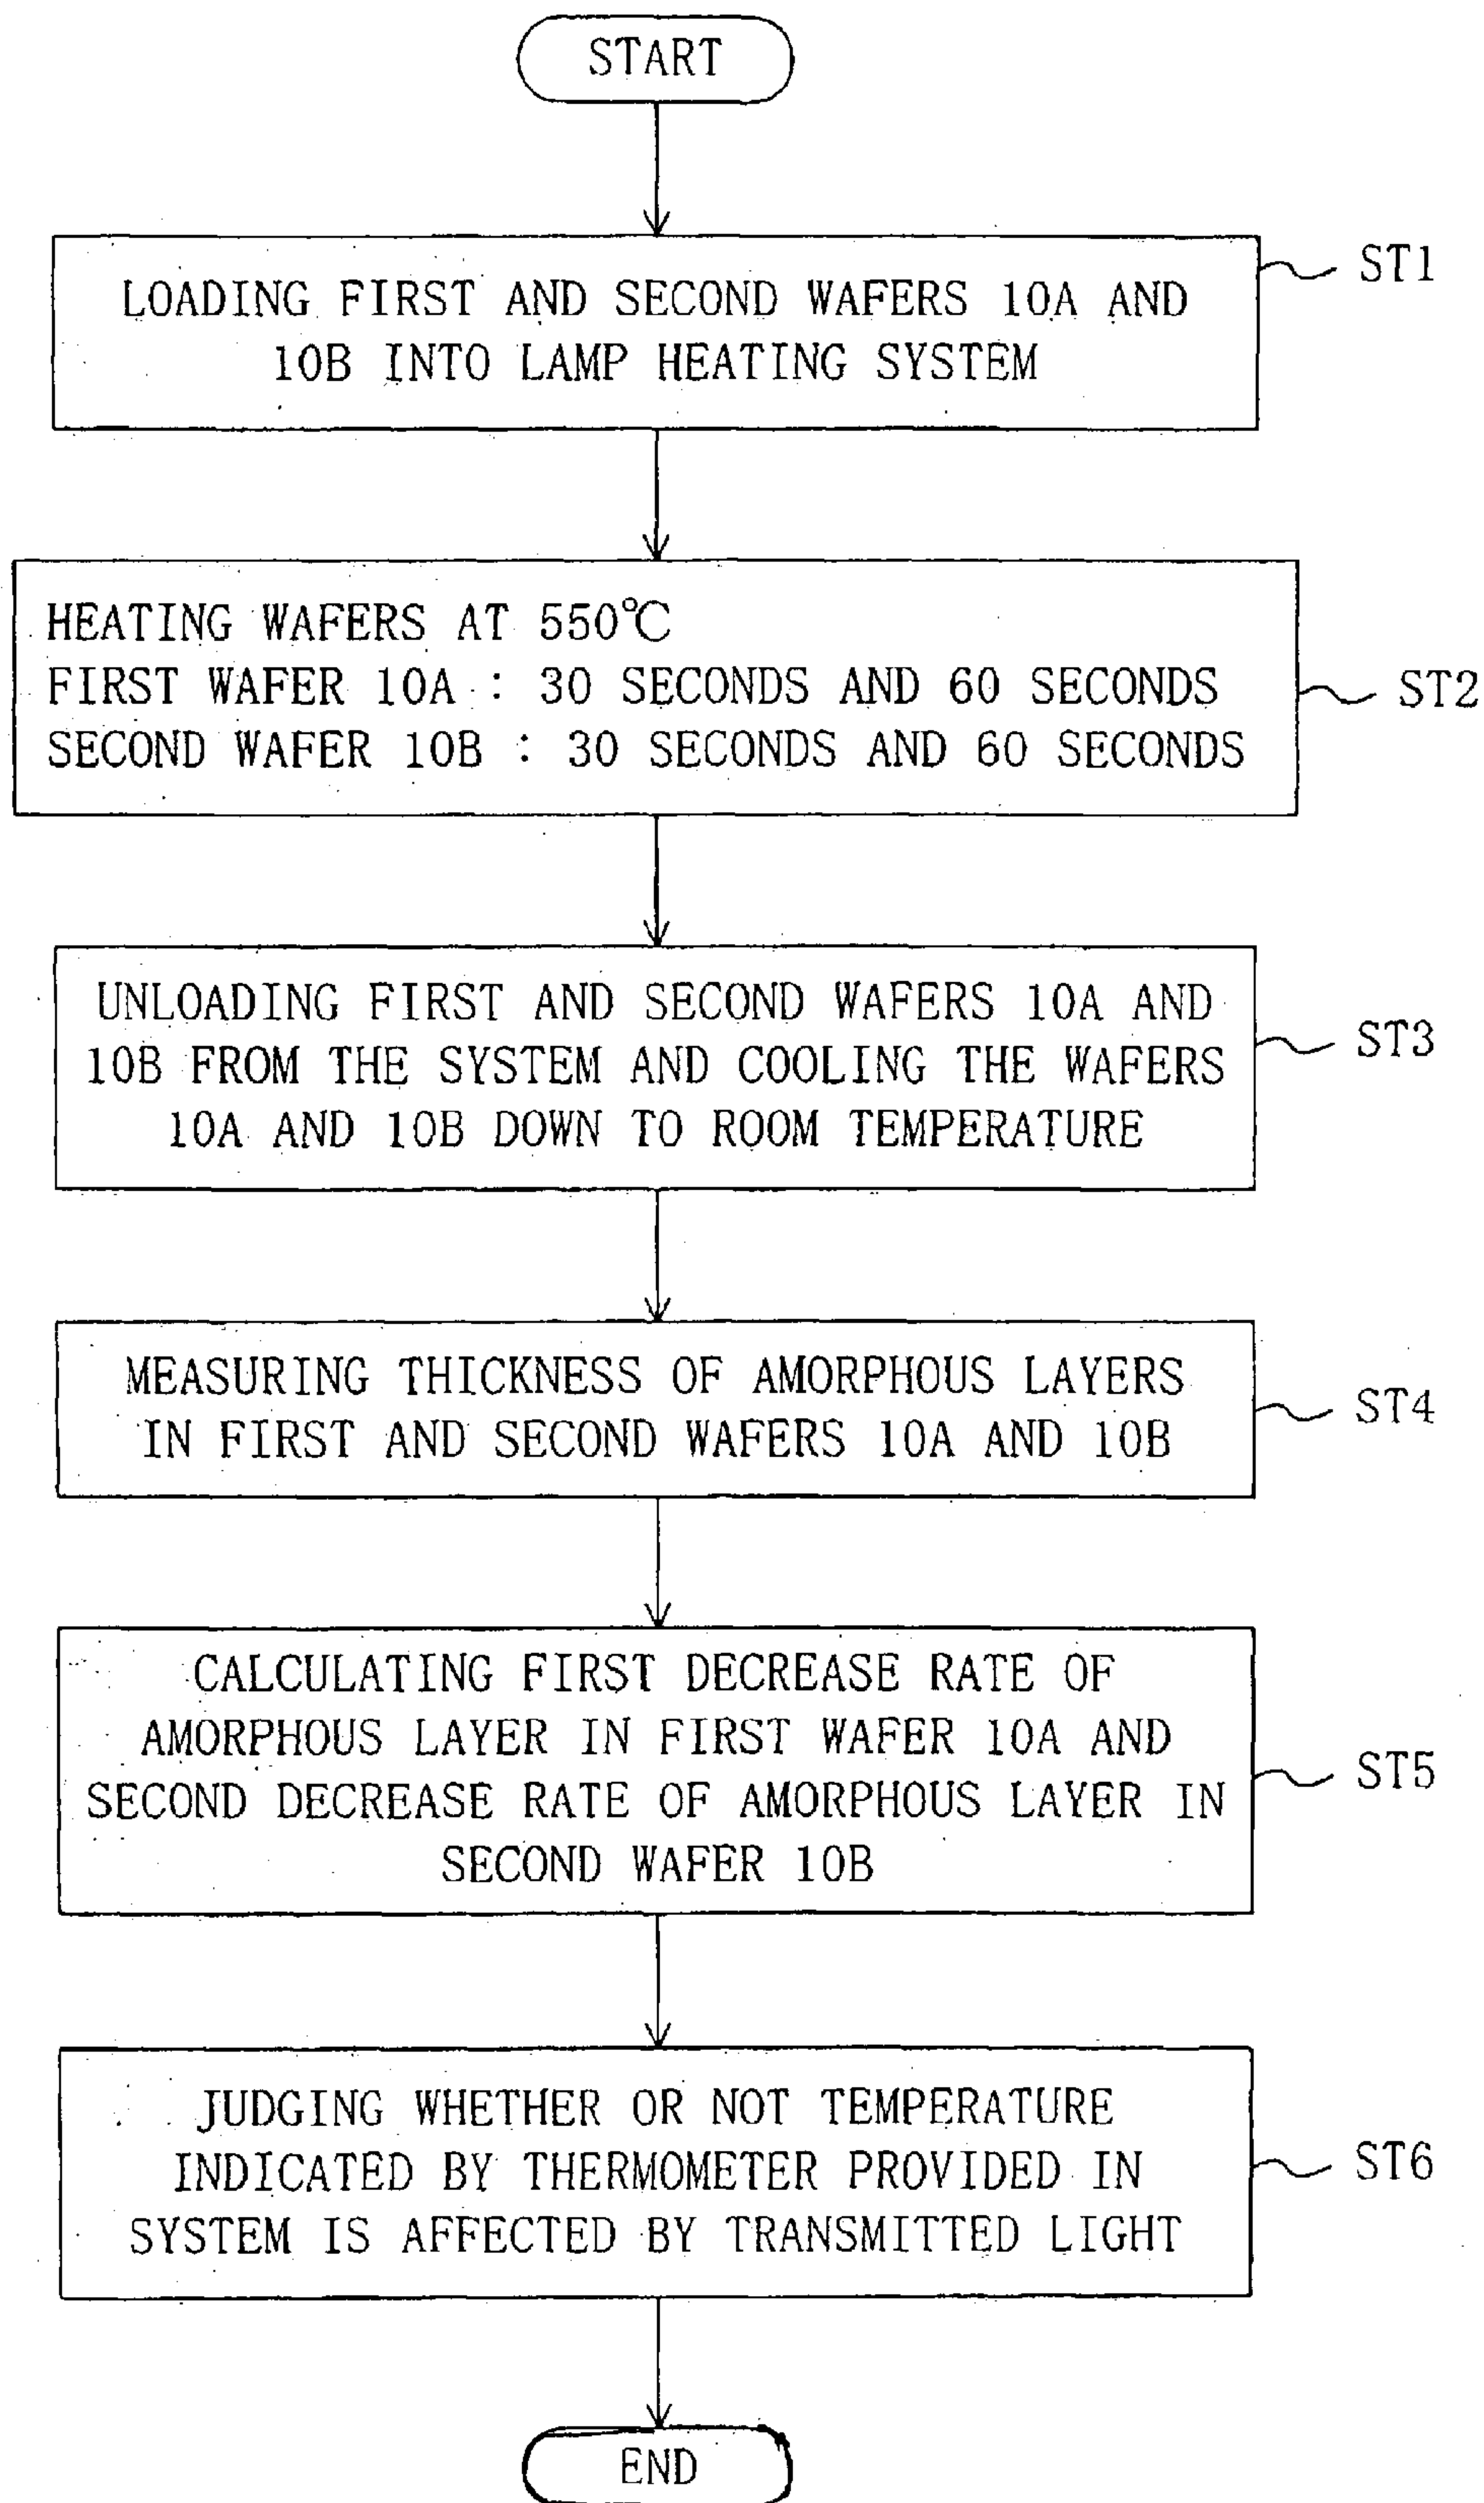 START
LOADING FIRST AND SECOND WAFERS 10A AND
10B INTO LAMP HEATING SYSTEM
ST1
HEATING WAFERS AT 550℃
FIRST WAFER 10A : 30 SECONDS AND 60 SECONDS
SECOND WAFER 10B : 30 SECONDS AND 60 SECONDS
ST2
UNLOADING FIRST AND SECOND WAFERS 10A AND
10B FROM THE SYSTEM AND COOLING THE WAFERS
10A AND 10B DOWN TO ROOM TEMPERATURE
ST3
MEASURING THICKNESS OF AMORPHOUS LAYERS
IN FIRST AND SECOND WAFERS 10A AND 10B
ST4
CALCULATING FIRST DECREASE RATE OF
AMORPHOUS LAYER IN FIRST WAFER 10A AND
SECOND DECREASE RATE OF AMORPHOUS LAYER IN
SECOND WAFER 10B
ST5
JUDGING WHETHER OR NOT TEMPERATURE
INDICATED BY THERMOMETER PROVIDED IN
SYSTEM IS AFFECTED BY TRANSMITTED LIGHT
ST6
END